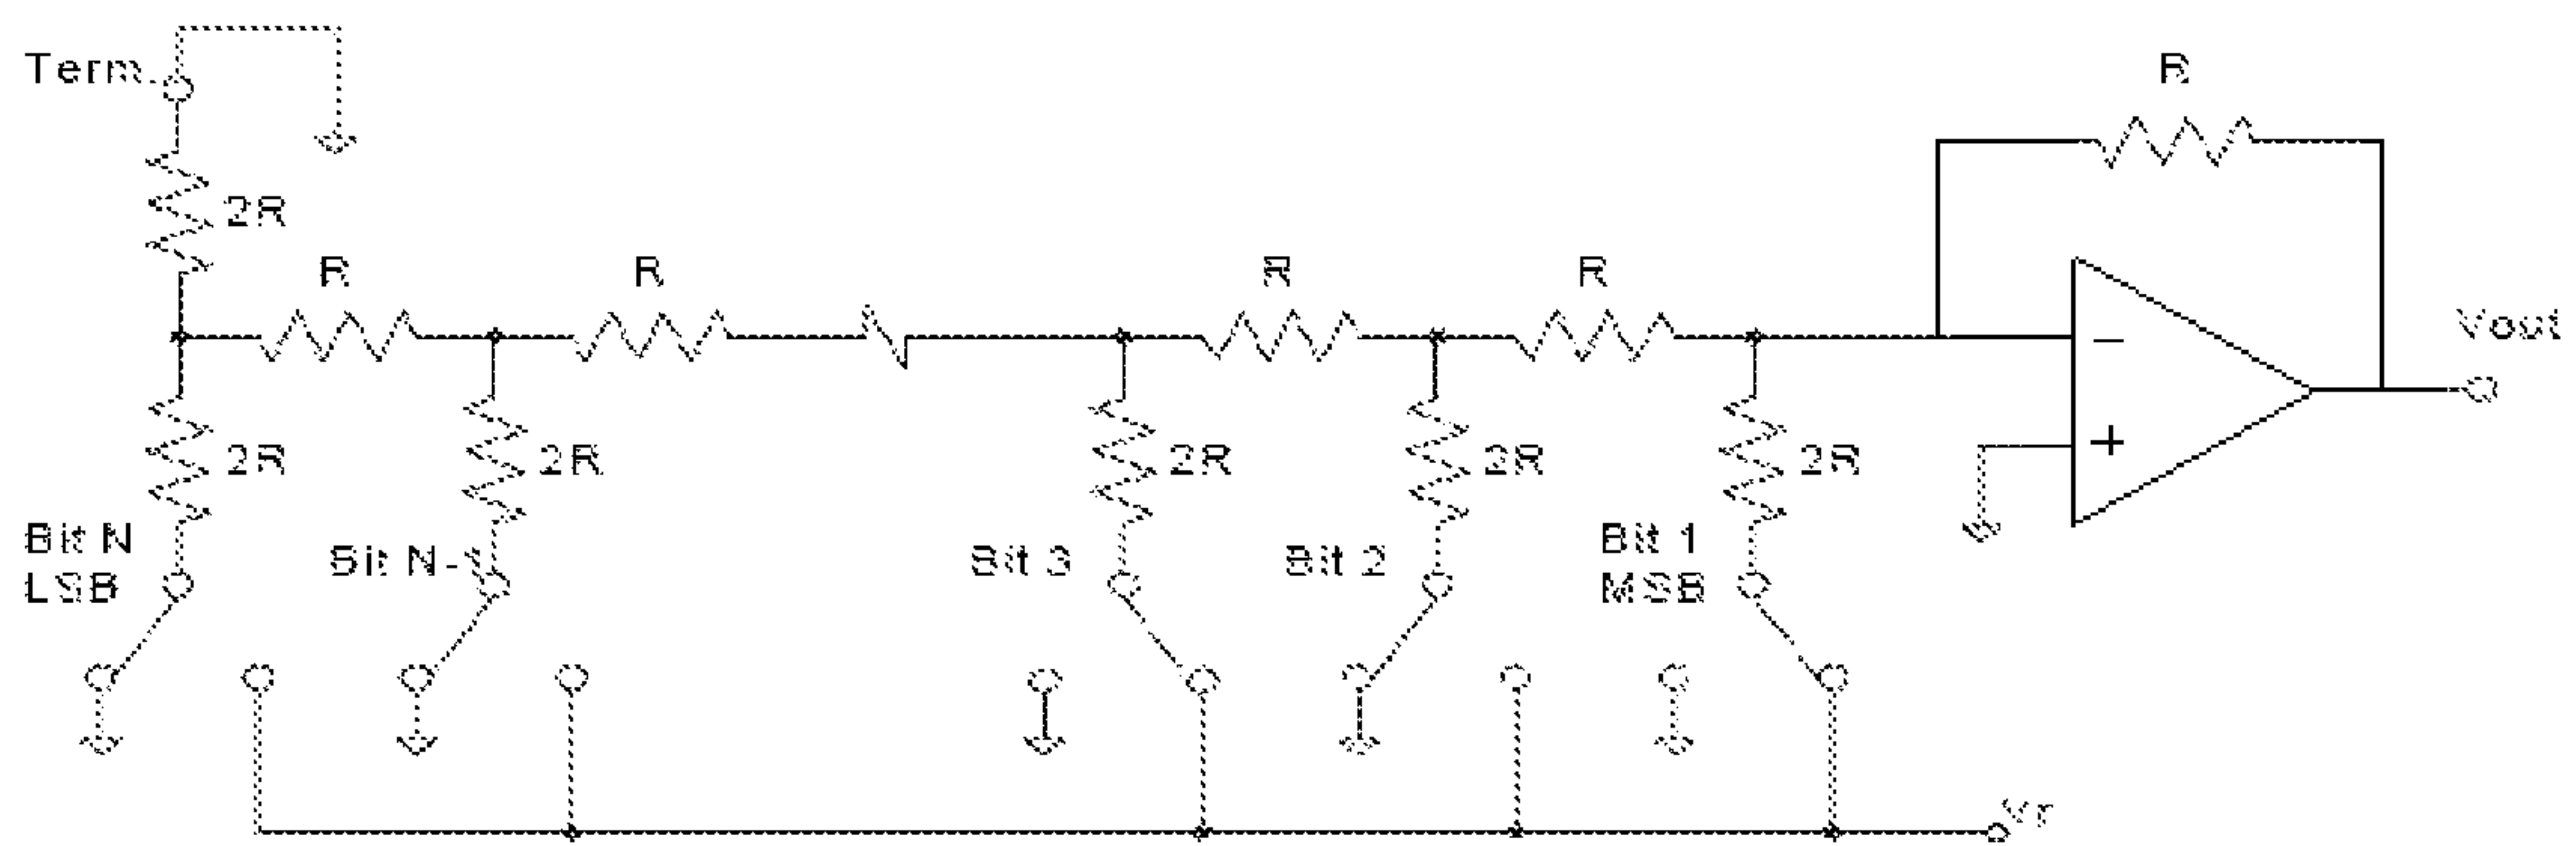 Term.
R
2R
R
R
R
R
Vout
−
+
2R
2R
2R
2R
2R
Bit N
LSB
Bit N-1
Bit 3
Bit 2
Bit 1
MSB
Vr